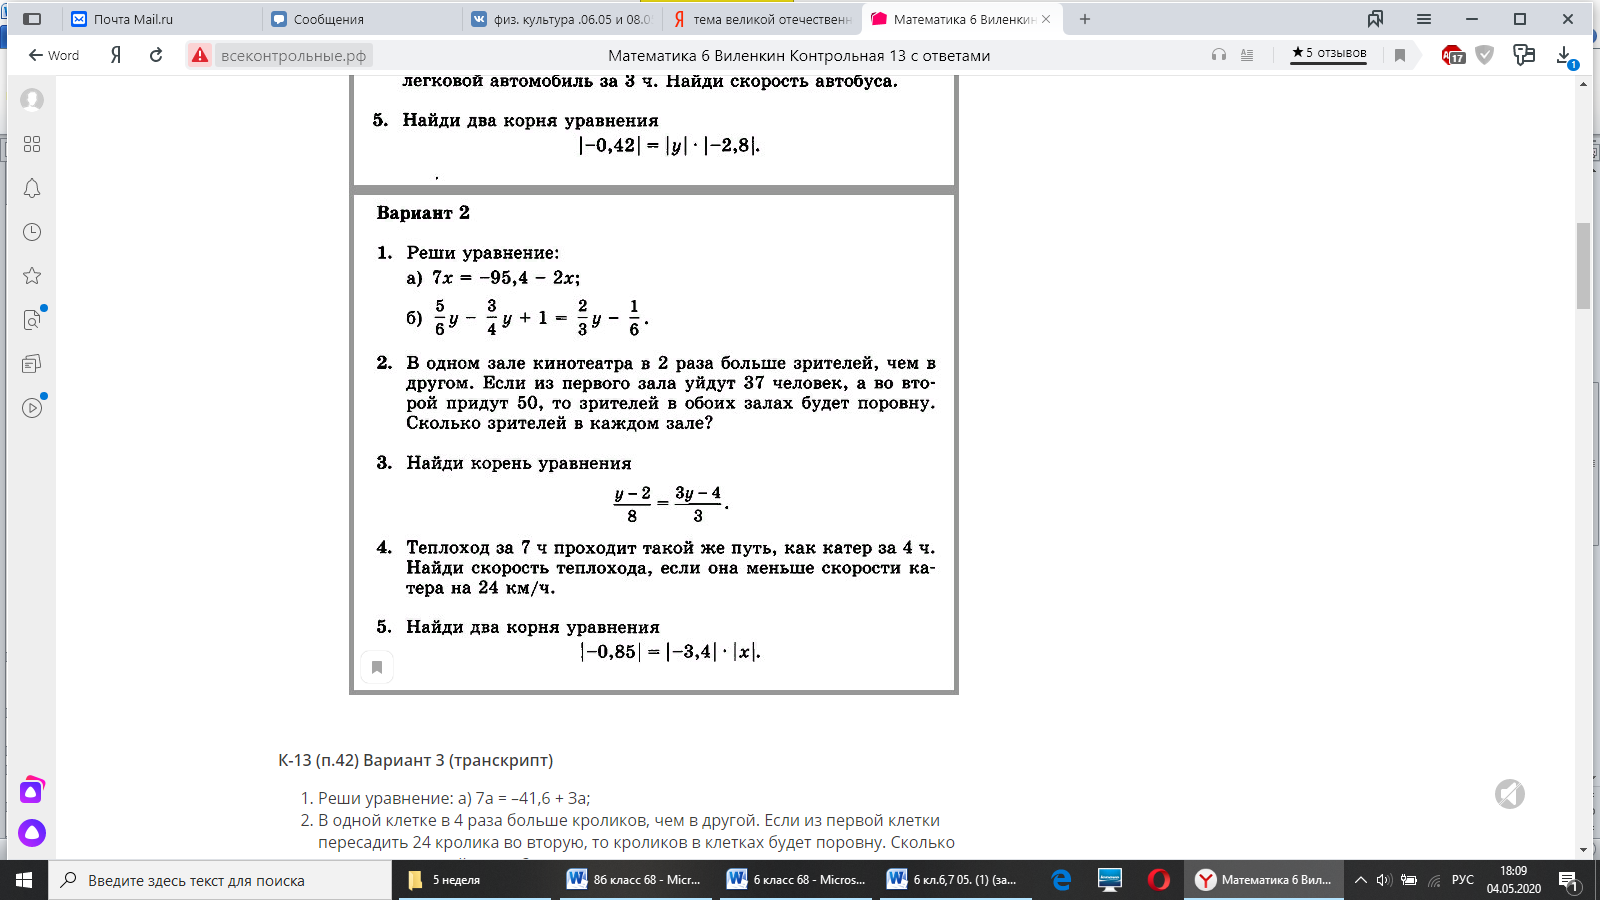 Почта Mail.ru
Сообщения
физ. культура .06.05 и 08.0
тема великой отечественн
Математика 6 Виленкин
Word
всеконтрольные.рф
Математика 6 Виленкин Контрольная 13 с ответами
★ 5 отзывов
17
1
легковой автомобиль за 3 ч. Найди скорость автобуса.
5. Найди два корня уравнения
|−0,42| = |y| · |−2,8|.
Вариант 2
1. Реши уравнение:
а) 7x = −95,4 − 2x;
б) 5/6 y − 3/4 y + 1 = 2/3 y − 1/6.
2. В одном зале кинотеатра в 2 раза больше зрителей, чем в
другом. Если из первого зала уйдут 37 человек, а во вто-
рой придут 50, то зрителей в обоих залах будет поровну.
Сколько зрителей в каждом зале?
3. Найди корень уравнения
(y − 2)/8 = (3y − 4)/3.
4. Теплоход за 7 ч проходит такой же путь, как катер за 4 ч.
Найди скорость теплохода, если она меньше скорости ка-
тера на 24 км/ч.
5. Найди два корня уравнения
|−0,85| = |−3,4| · |x|.
К-13 (п.42) Вариант 3 (транскрипт)
1. Реши уравнение: а) 7а = –41,6 + 3а;
2. В одной клетке в 4 раза больше кроликов, чем в другой. Если из первой клетки
пересадить 24 кролика во вторую, то кроликов в клетках будет поровну. Сколько
Введите здесь текст для поиска
5 неделя
8б класс 68 - Micr...
6 класс 68 - Micros...
6 кл.6,7 05. (1) (за...
Математика 6 Вил...
РУС
18:09
04.05.2020
1